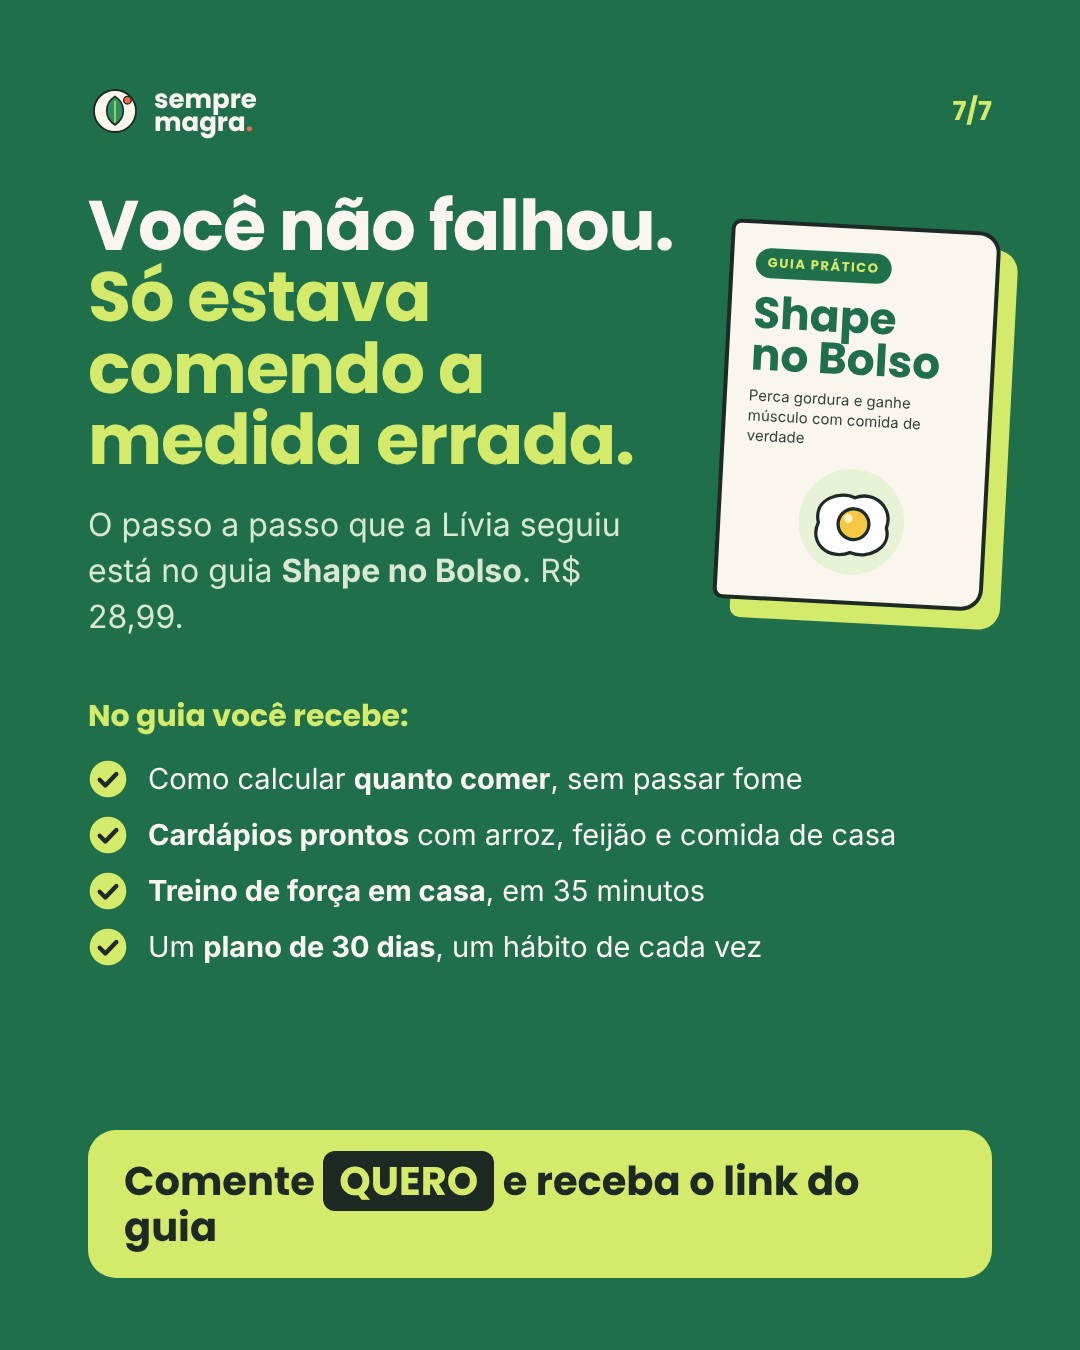 sempre
magra.
7/7
Você não falhou.
Só estava
comendo a
medida errada.
O passo a passo que a Lívia seguiu
está no guia Shape no Bolso. R$
28,99.
GUIA PRÁTICO
Shape
no Bolso
Perca gordura e ganhe
músculo com comida de
verdade
No guia você recebe:
Como calcular quanto comer, sem passar fome
Cardápios prontos com arroz, feijão e comida de casa
Treino de força em casa, em 35 minutos
Um plano de 30 dias, um hábito de cada vez
Comente QUERO e receba o link do
guia